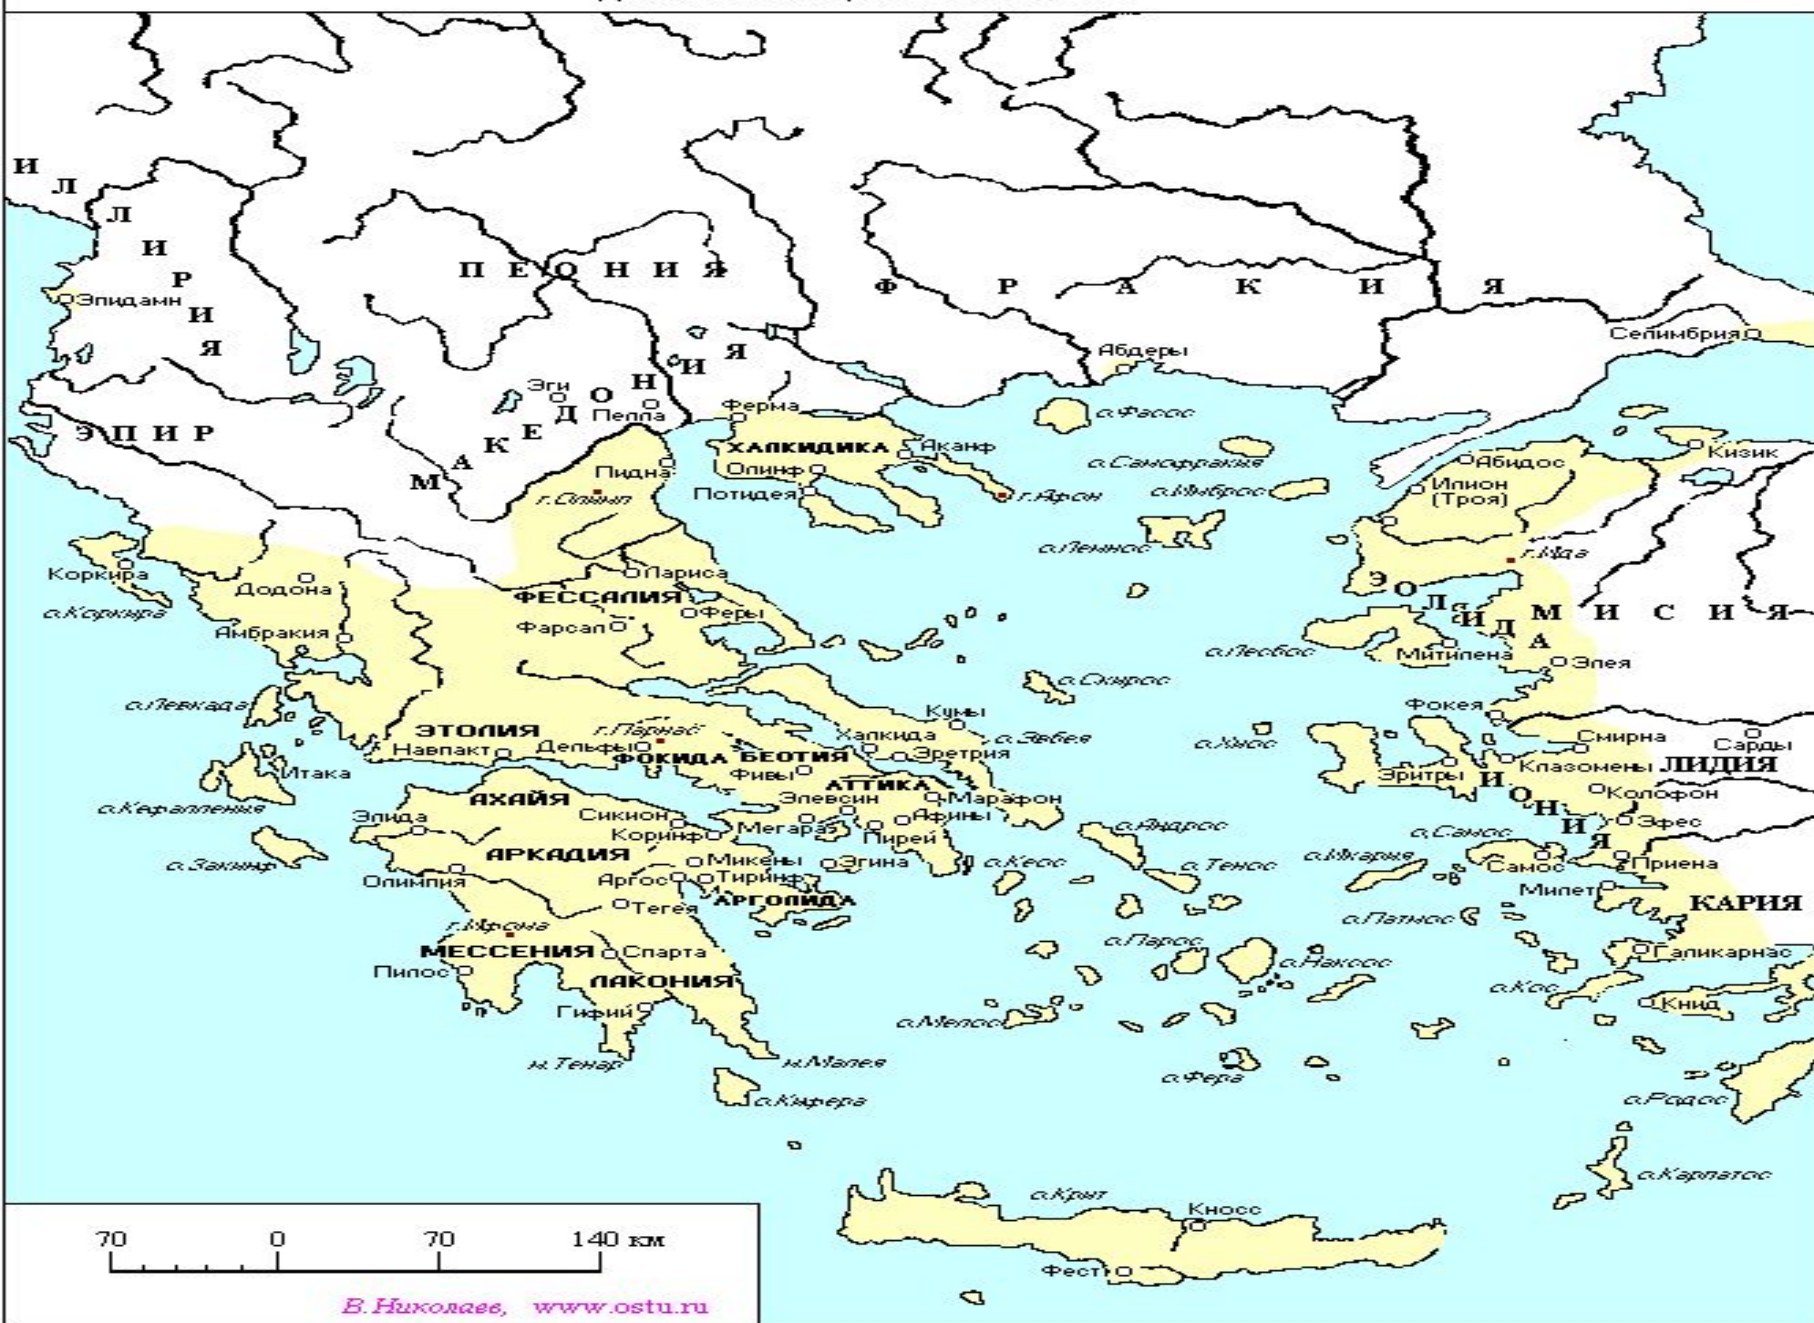 ИЛЛИРИЯ
ПЕОНИЯ
ФРАКИЯ
Эпидамн
Селимбрия
Абдеры
Эги
Пелла
МАКЕДОНИЯ
ЭПИР
Ферма
о.Фасос
ХАЛКИДИКА
Аканф
о.Самофракия
Абидос
Кизик
Пидна
Олинф
г.Олимп
Потидея
г.Афон
о.Имброс
Илион
(Троя)
о.Лемнос
г.Ида
Коркира
о.Коркира
Додона
Лариса
ФЕССАЛИЯ
Феры
Фарсал
Амбракия
ЭОЛИДА
МИСИЯ
о.Лесбос
Митилена
Элея
о.Левкада
о.Скирос
Кумы
Фокея
ЭТОЛИЯ
г.Парнас
Халкида
о.Эвбея
о.Хиос
Смирна
Сарды
Навпакт
Дельфы
ФОКИДА
БЕОТИЯ
Эретрия
Фивы
Итака
Эритры
Клазомены
ЛИДИЯ
АТТИКА
о.Кефалления
АХАЙЯ
Элевсин
Марафон
ИОНИЯ
Колофон
Элида
Сикион
Коринф
Мегара
Пирей
Афины
о.Андрос
о.Самос
Эфес
о.Закинф
АРКАДИЯ
Микены
Эгина
о.Кеос
о.Тенос
о.Икария
Самос
Приена
Олимпия
Аргос
Тиринф
Милет
АРГОЛИДА
Тегея
КАРИЯ
г.Ифома
о.Патмос
МЕССЕНИЯ
Спарта
о.Парос
о.Наксос
Галикарнас
Пилос
ЛАКОНИЯ
о.Кос
Книд
Гифий
о.Мелос
м.Тенар
м.Малея
о.Фера
о.Кифера
о.Родос
о.Карпатос
о.Крит
Кносс
Фест
70 0 70 140 км
В.Николаев, www.ostu.ru